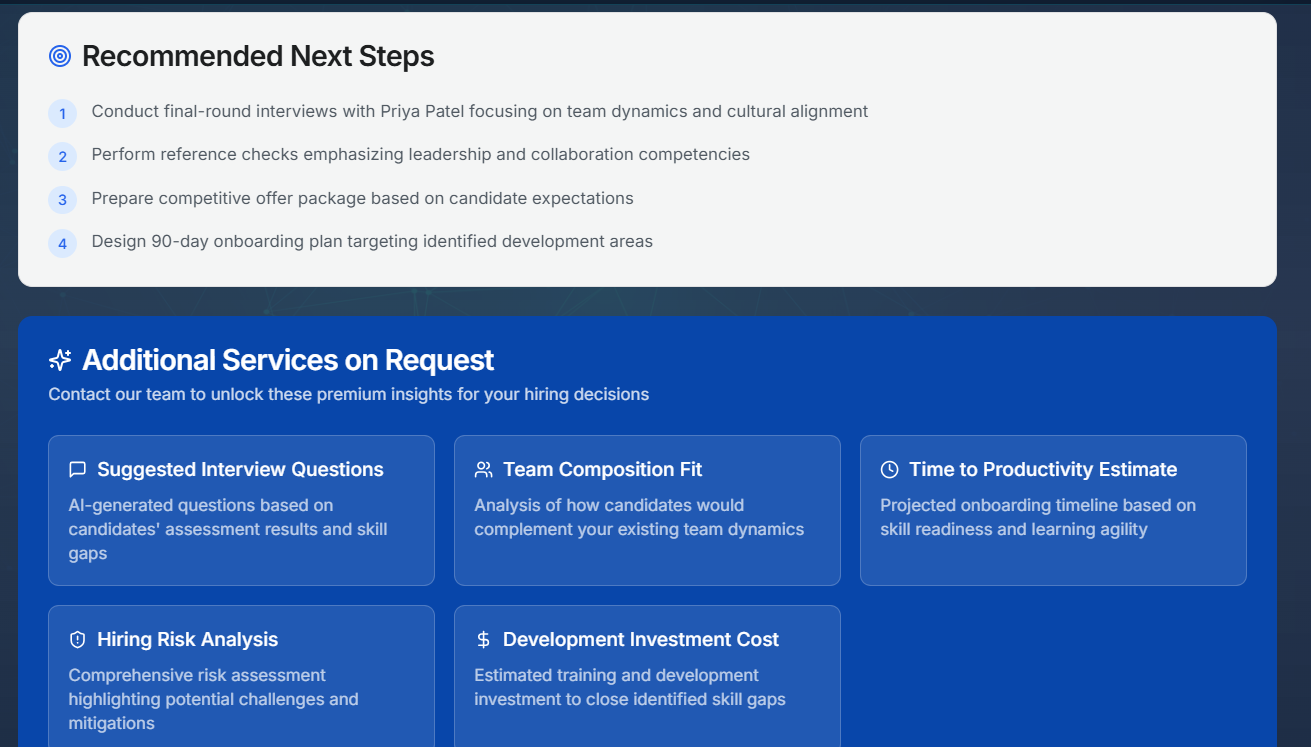 Recommended Next Steps
1 Conduct final-round interviews with Priya Patel focusing on team dynamics and cultural alignment
2 Perform reference checks emphasizing leadership and collaboration competencies
3 Prepare competitive offer package based on candidate expectations
4 Design 90-day onboarding plan targeting identified development areas
Additional Services on Request
Contact our team to unlock these premium insights for your hiring decisions
Suggested Interview Questions
AI-generated questions based on
candidates' assessment results and skill
gaps
Team Composition Fit
Analysis of how candidates would
complement your existing team dynamics
Time to Productivity Estimate
Projected onboarding timeline based on
skill readiness and learning agility
Hiring Risk Analysis
Comprehensive risk assessment
highlighting potential challenges and
mitigations
Development Investment Cost
Estimated training and development
investment to close identified skill gaps